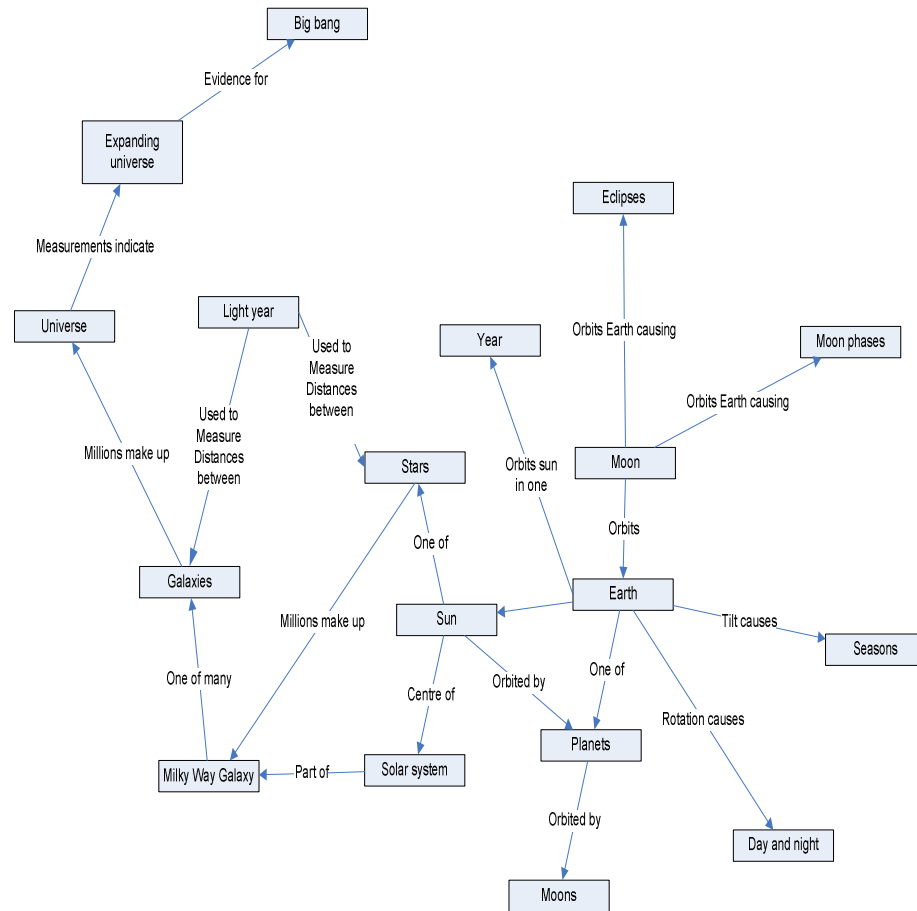 Big bang
Evidence for
Expanding
universe
Eclipses
Measurements indicate
Light year
Universe
Orbits Earth causing
Year
Moon phases
Used to
Measure
Distances
between
Orbits Earth causing
Used to
Measure
Distances
between
Millions make up
Stars
Moon
Orbits sun
in one
Orbits
One of
Galaxies
Earth
Millions make up
Sun
Tilt causes
Seasons
One of many
Orbited by
One of
Centre of
Rotation causes
Planets
Milky Way Galaxy
Part of
Solar system
Orbited by
Day and night
Moons